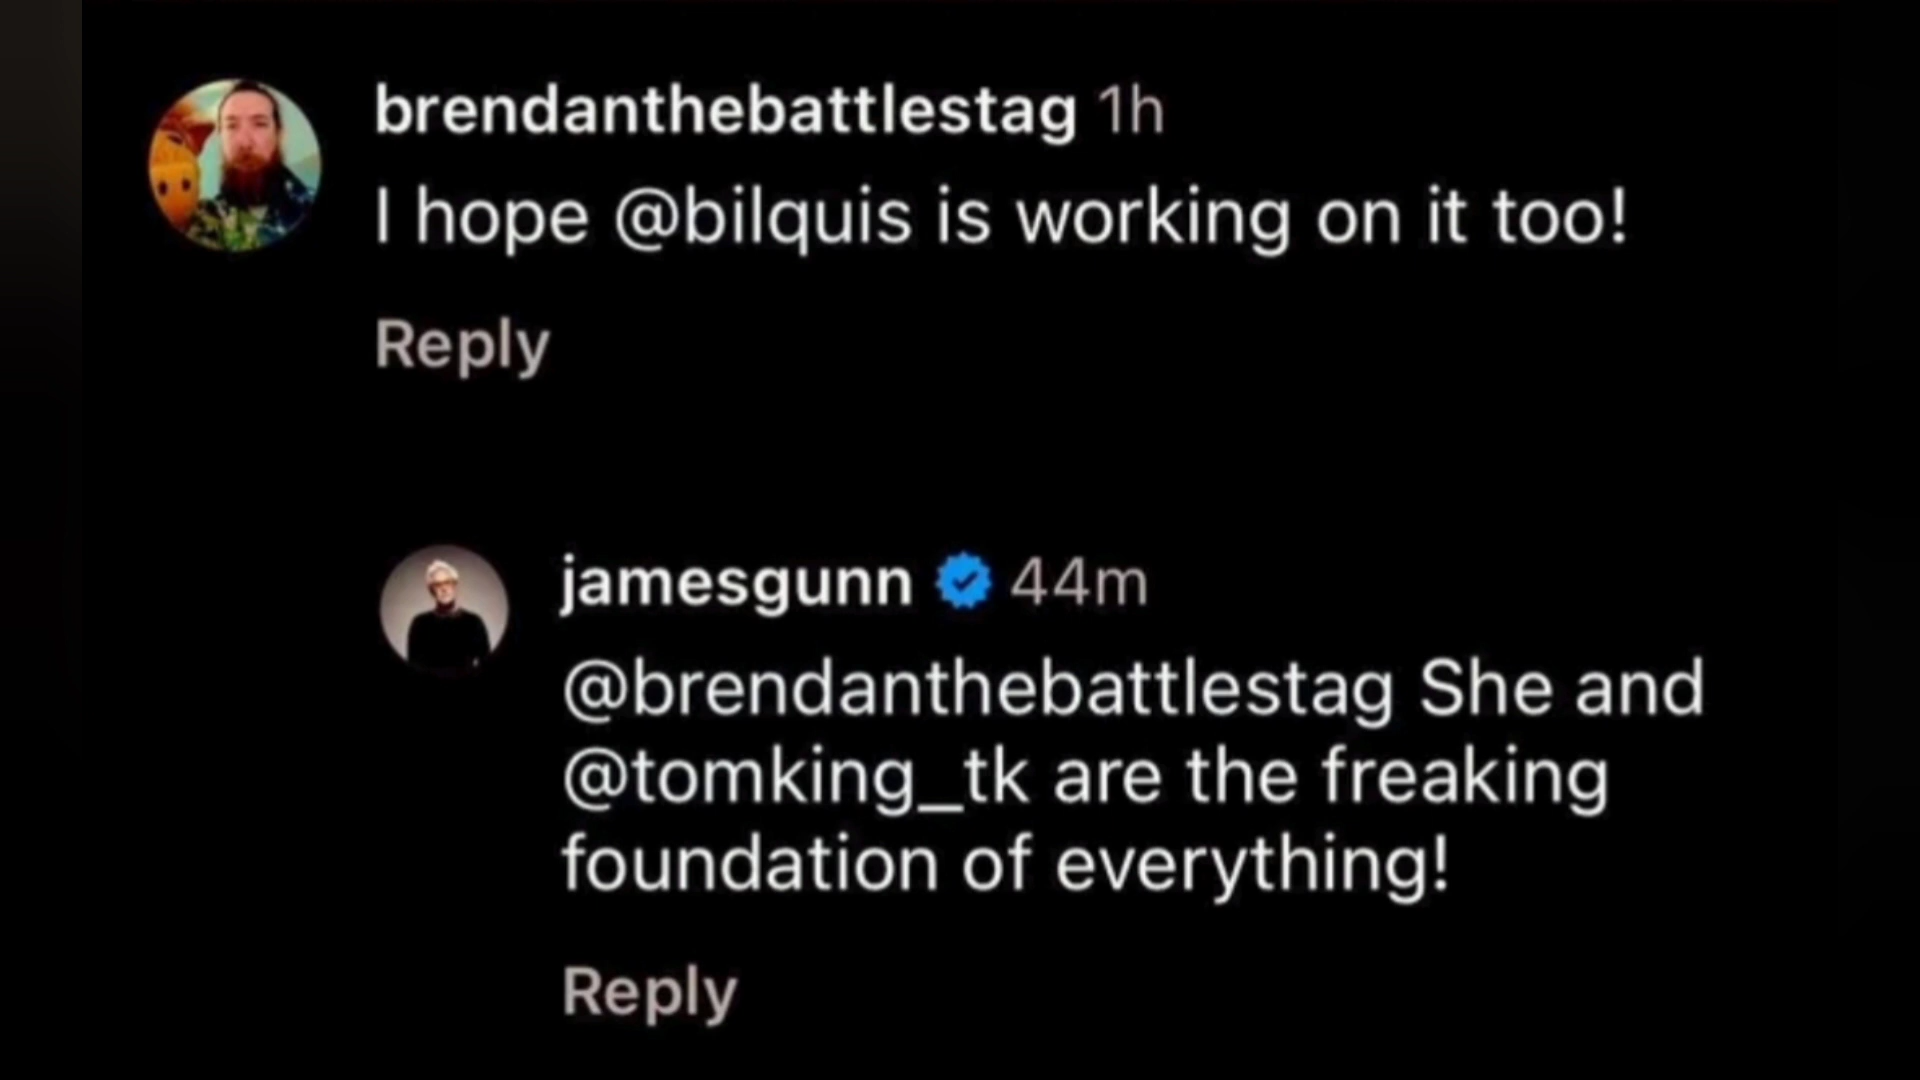 brendanthebattlestag 1h
I hope @bilquis is working on it too!
Reply
jamesgunn 44m
@brendanthebattlestag She and
@tomking_tk are the freaking
foundation of everything!
Reply